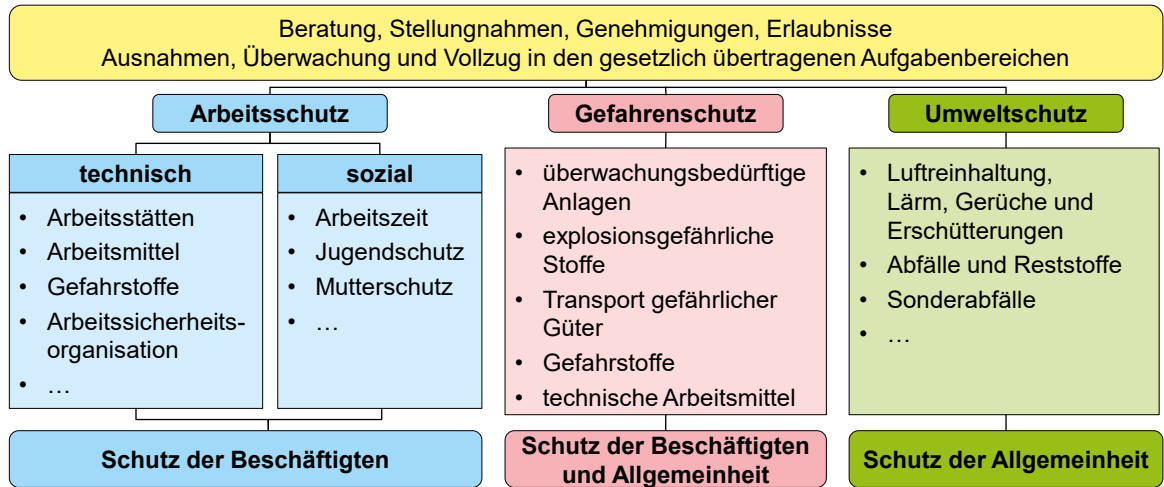 Beratung, Stellungnahmen, Genehmigungen, Erlaubnisse
Ausnahmen, Überwachung und Vollzug in den gesetzlich übertragenen Aufgabenbereichen
Arbeitsschutz
technisch
• Arbeitsstätten
• Arbeitsmittel
• Gefahrstoffe
• Arbeitssicherheits-
organisation
• …
sozial
• Arbeitszeit
• Jugendschutz
• Mutterschutz
• …
Schutz der Beschäftigten
Gefahrenschutz
• überwachungsbedürftige
Anlagen
• explosionsgefährliche
Stoffe
• Transport gefährlicher
Güter
• Gefahrstoffe
• technische Arbeitsmittel
Schutz der Beschäftigten
und Allgemeinheit
Umweltschutz
• Luftreinhaltung,
Lärm, Gerüche und
Erschütterungen
• Abfälle und Reststoffe
• Sonderabfälle
• …
Schutz der Allgemeinheit